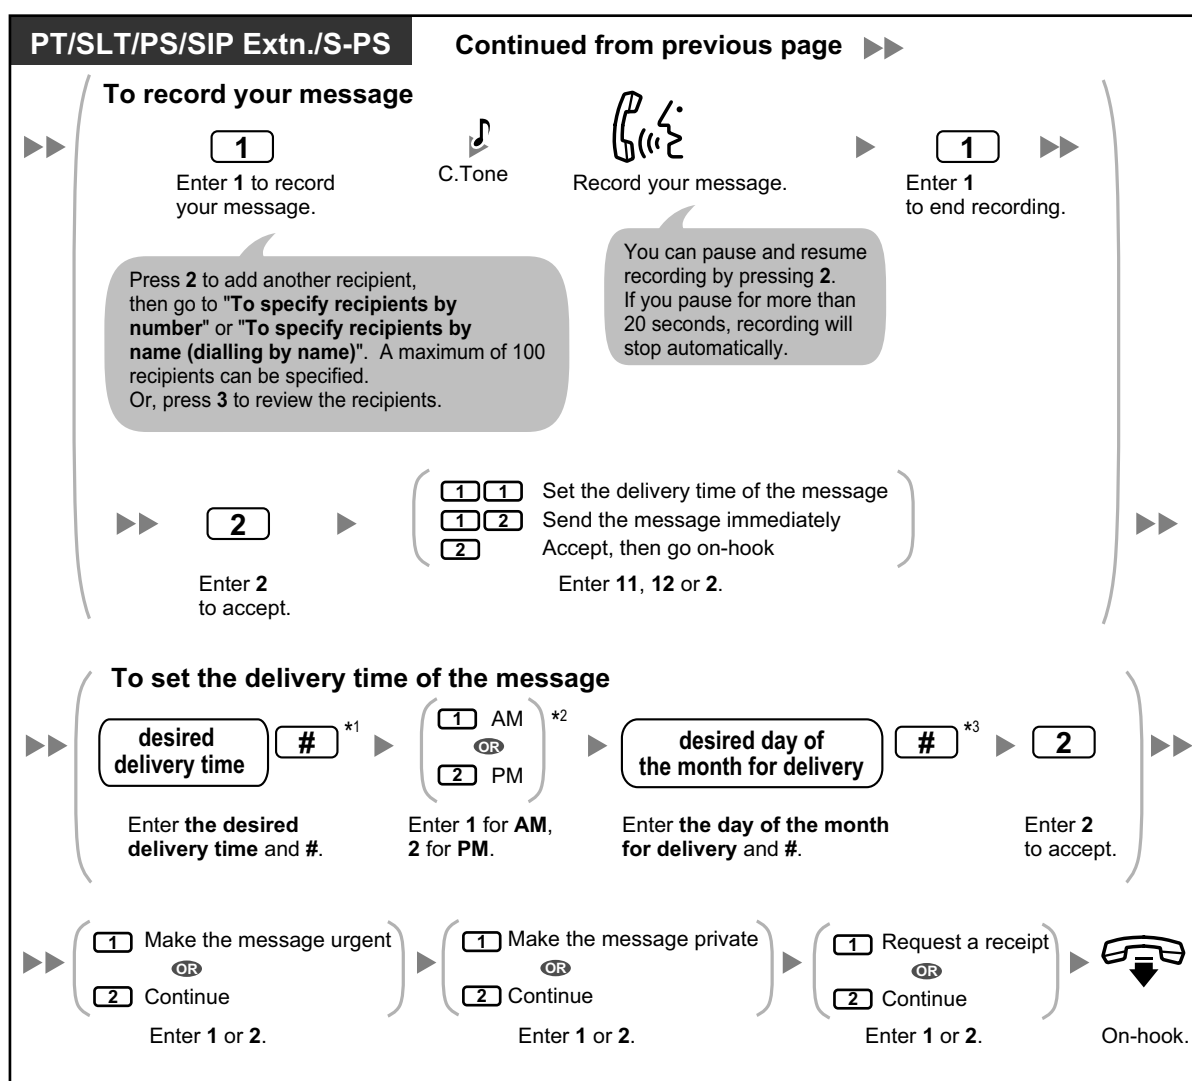 PT/SLT/PS/SIP Extn./S-PS
Continued from previous page
To record your message
1
Enter 1 to record
your message.
C.Tone
Record your message.
1
Enter 1
to end recording.
Press 2 to add another recipient,
then go to "To specify recipients by
number" or "To specify recipients by
name (dialling by name)". A maximum of 100
recipients can be specified.
Or, press 3 to review the recipients.
You can pause and resume
recording by pressing 2.
If you pause for more than
20 seconds, recording will
stop automatically.
2
Enter 2
to accept.
1 1 Set the delivery time of the message
1 2 Send the message immediately
2 Accept, then go on-hook
Enter 11, 12 or 2.
To set the delivery time of the message
desired
delivery time
# *1
Enter the desired
delivery time and #.
1 AM *2
OR
2 PM
Enter 1 for AM,
2 for PM.
desired day of
the month for delivery
# *3
Enter the day of the month
for delivery and #.
2
Enter 2
to accept.
1 Make the message urgent
OR
2 Continue
Enter 1 or 2.
1 Make the message private
OR
2 Continue
Enter 1 or 2.
1 Request a receipt
OR
2 Continue
Enter 1 or 2.
On-hook.